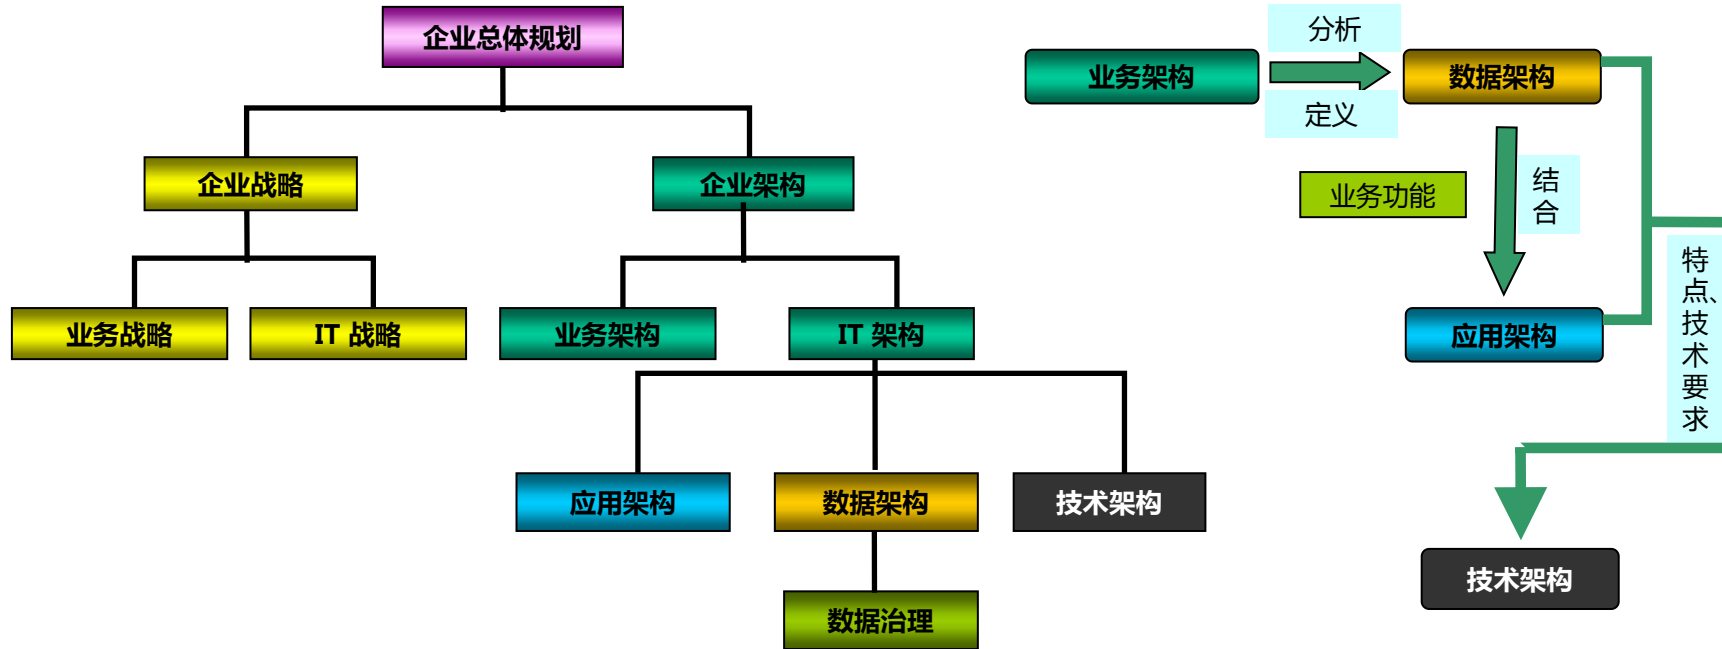 企业总体规划
企业战略
企业架构
业务战略
IT 战略
业务架构
IT 架构
应用架构
数据架构
技术架构
数据治理
业务架构
分析
定义
数据架构
业务功能
结合
应用架构
特点、技术要求
技术架构